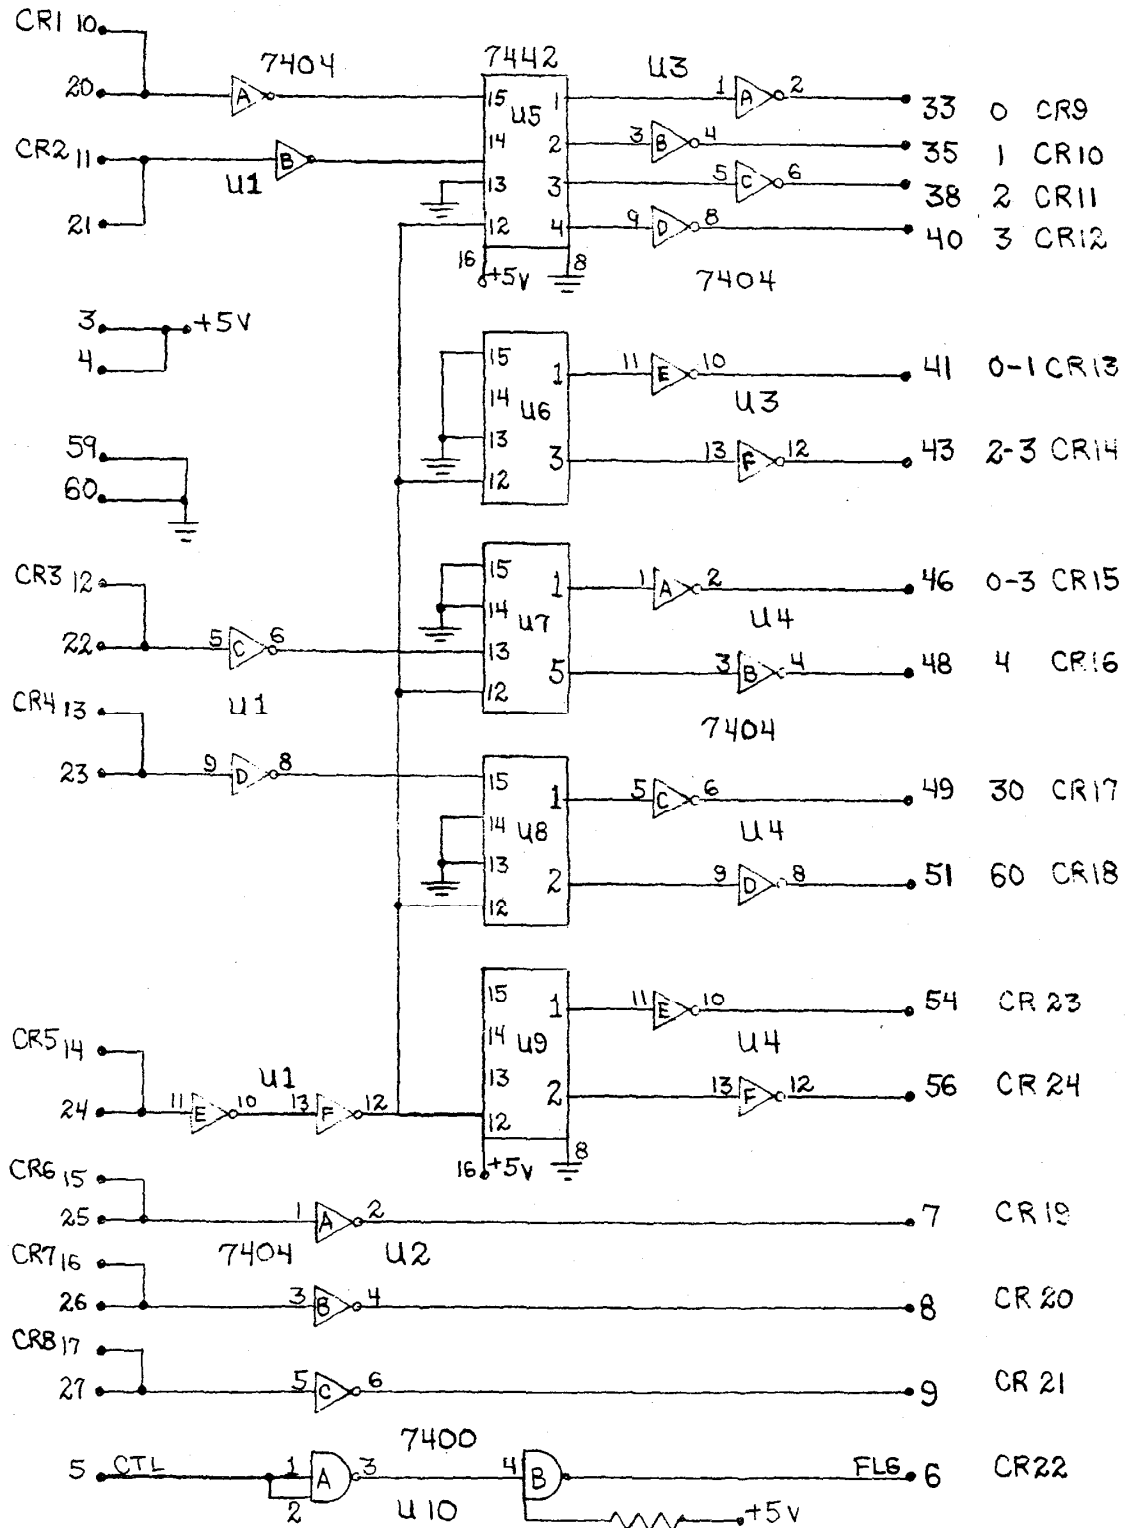 CR1 10
7404
7442
U3
20 A 15 U5 1 1 A 2 33 0 CR9
CR2 11 B 14 2 3 B 4 35 1 CR10
U1 13 3 5 C 6 38 2 CR11
21 12 4 9 D 8 40 3 CR12
16 +5V 8 7404
3 +5V
4
15 1 11 E 10 41 0-1 CR13
14 U6 U3
59 13 3 13 F 12 43 2-3 CR14
60 12
CR3 12 15 1 1 A 2 46 0-3 CR15
14 U7 U4
22 5 C 6 13 5 3 B 4 48 4 CR16
U1 12
CR4 13 7404
23 9 D 8 15 1 5 C 6 49 30 CR17
14 U8 U4
13 2 9 D 8 51 60 CR18
12
15 1 11 E 10 54 CR 23
CR5 14 14 U9 U4
U1 13 2 13 F 12 56 CR 24
24 11 E 10 13 F 12 12
16 +5V 8
CR6 15
25 1 A 2 7 CR19
7404 U2
CR7 16
26 3 B 4 8 CR 20
CR8 17
27 5 C 6 9 CR 21
7400
5 CTL 1 A 3 4 B FLG 6 CR22
2 U10 +5V